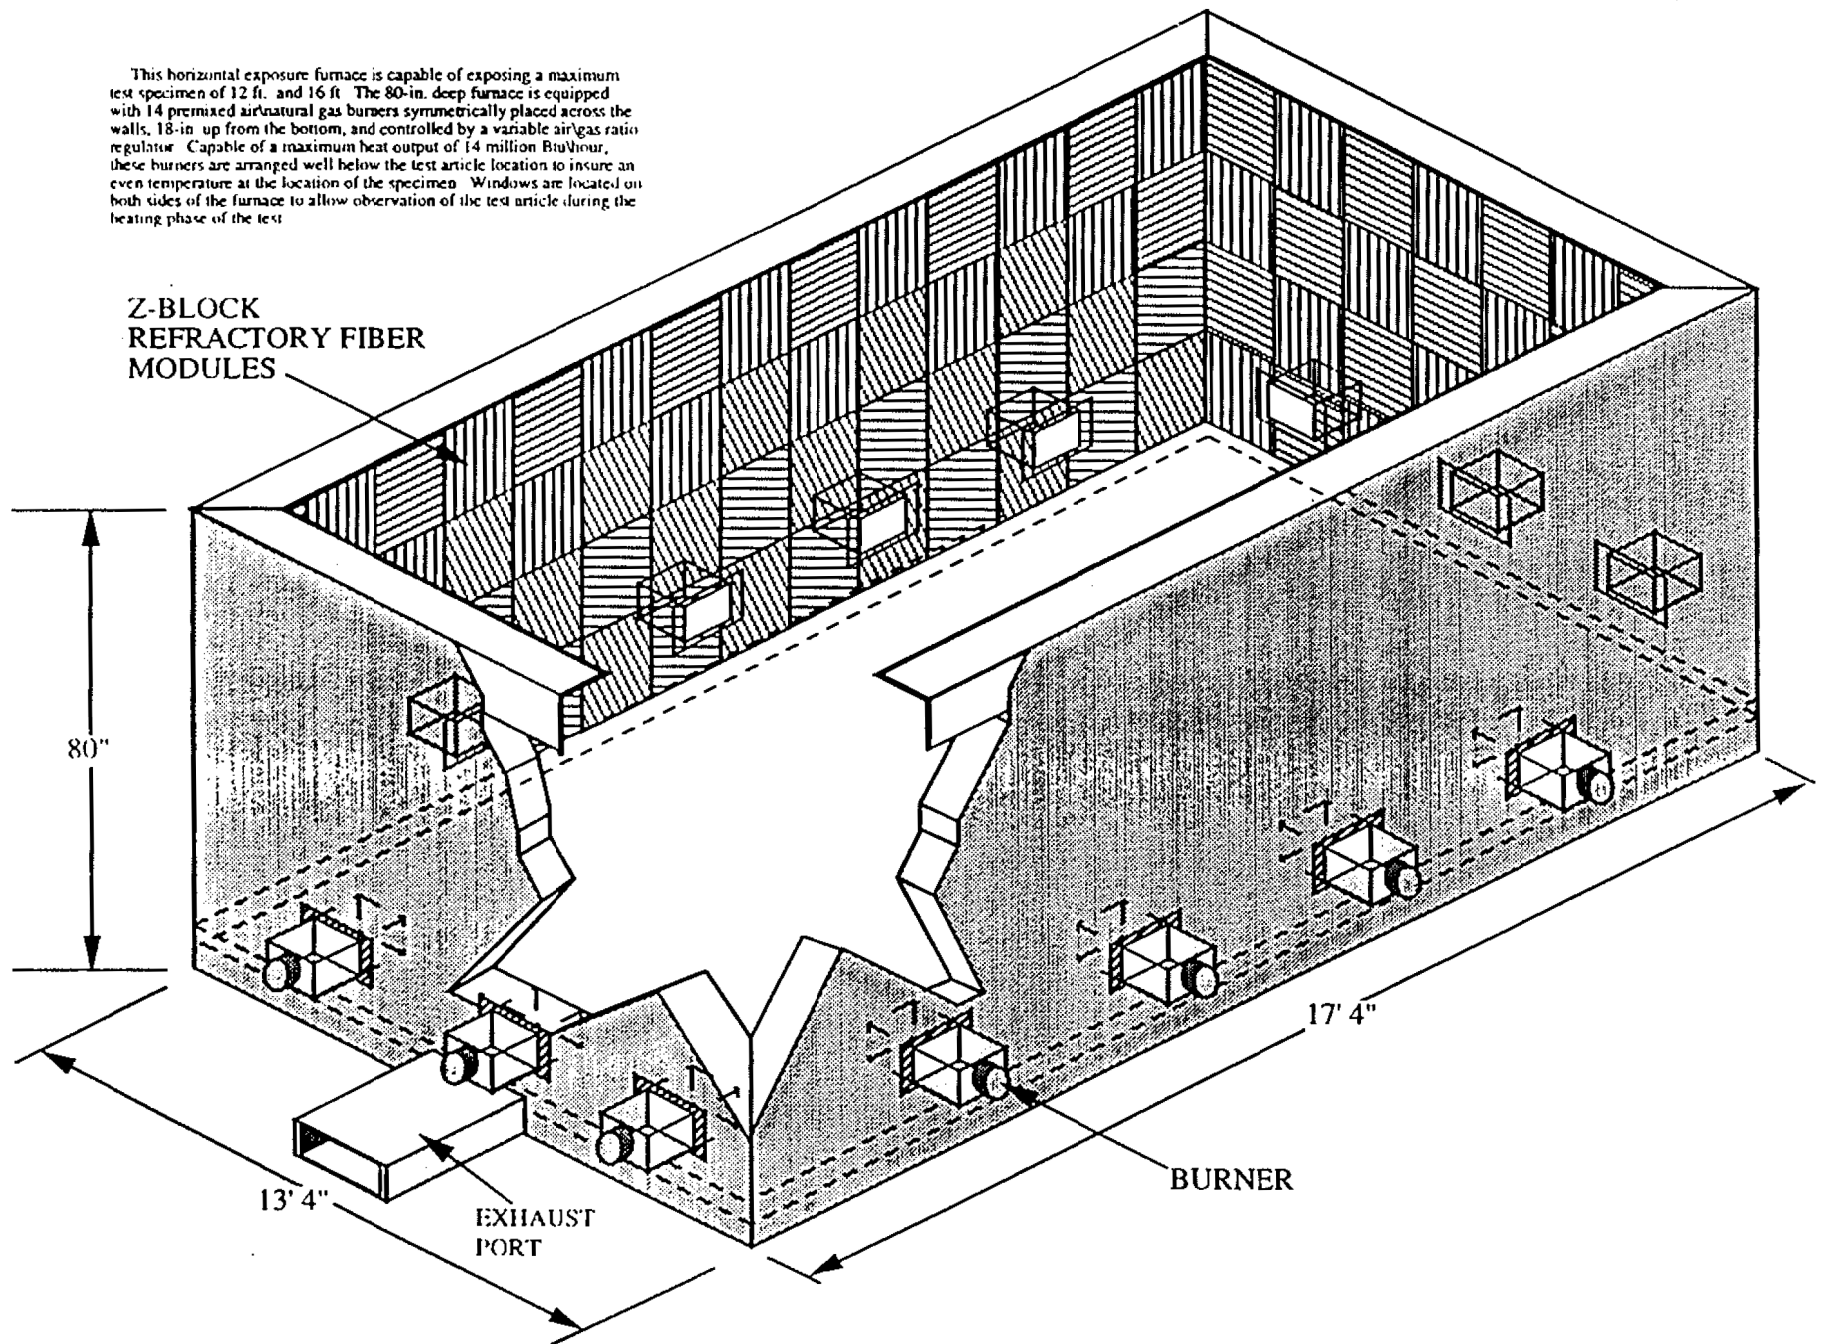 This horizontal exposure furnace is capable of exposing a maximum
test specimen of 12 ft. and 16 ft The 80-in. deep furnace is equipped
with 14 premixed air\natural gas burners symmetrically placed across the
walls, 18-in up from the bottom, and controlled by a variable air\gas ratio
regulator Capable of a maximum heat output of 14 million Btu\hour,
these burners are arranged well below the test article location to insure an
even temperature at the location of the specimen Windows are located on
both sides of the furnace to allow observation of the test article during the
heating phase of the test
Z-BLOCK
REFRACTORY FIBER
MODULES
80"
17' 4"
13' 4"
EXHAUST
PORT
BURNER